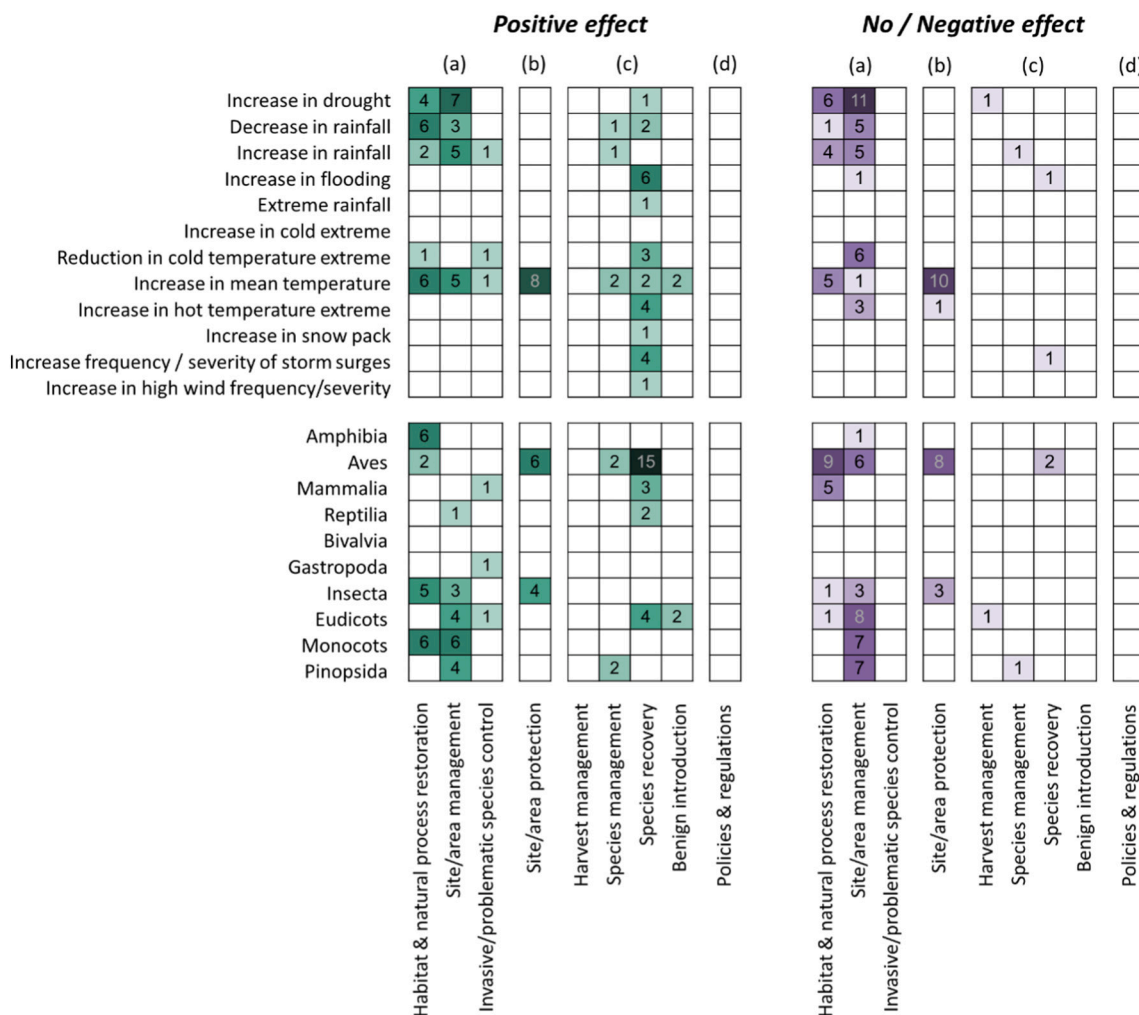 Positive effect No / Negative effect
(a) (b) (c) (d) (a) (b) (c) (d)
Increase in drought 4 7 1 6 11 1
Decrease in rainfall 6 3 1 2 1 5
Increase in rainfall 2 5 1 1 4 5 1
Increase in flooding 6 1 1
Extreme rainfall 1
Increase in cold extreme
Reduction in cold temperature extreme 1 1 3 6
Increase in mean temperature 6 5 1 8 2 2 2 5 1 10
Increase in hot temperature extreme 4 3 1
Increase in snow pack 1
Increase frequency / severity of storm surges 4 1
Increase in high wind frequency/severity 1
Amphibia 6 1
Aves 2 6 2 15 9 6 8 2
Mammalia 1 3 5
Reptilia 1 2
Bivalvia
Gastropoda 1
Insecta 5 3 4 1 3 3
Eudicots 4 1 4 2 1 8 1
Monocots 6 6 7
Pinopsida 4 2 7 1
Habitat & natural process restoration
Site/area management
Invasive/problematic species control
Site/area protection
Harvest management
Species management
Species recovery
Benign introduction
Policies & regulations
Habitat & natural process restoration
Site/area management
Invasive/problematic species control
Site/area protection
Harvest management
Species management
Species recovery
Benign introduction
Policies & regulations